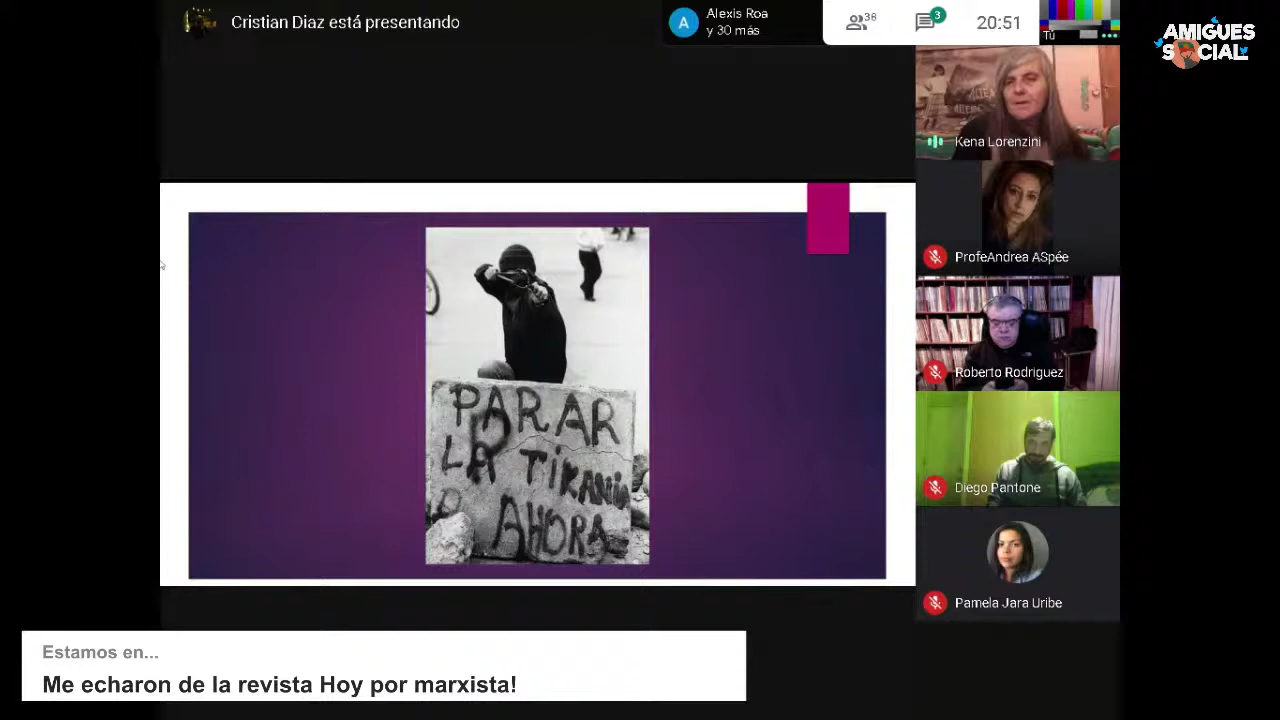 Cristian Diaz está presentando
Alexis Roa
y 30 más
A
38
3
20:51
Tú
AMIGUES
SOCIAL
Kena Lorenzini
ProfeAndrea ASpée
Roberto Rodriguez
Diego Pantone
Pamela Jara Uribe
PARAR
LA TIRANIA
AHORA
Estamos en...
Me echaron de la revista Hoy por marxista!